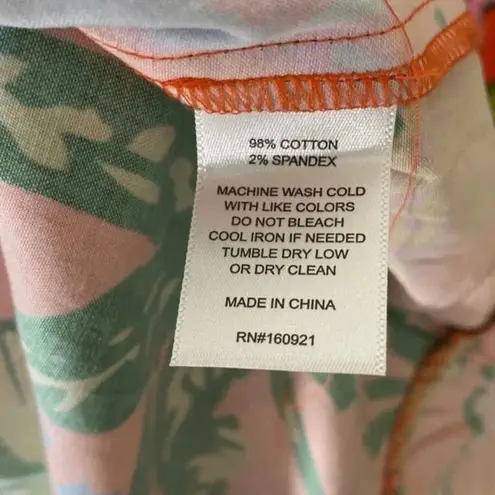 98% COTTON
2% SPANDEX
MACHINE WASH COLD
WITH LIKE COLORS
DO NOT BLEACH
COOL IRON IF NEEDED
TUMBLE DRY LOW
OR DRY CLEAN
MADE IN CHINA
RN#160921